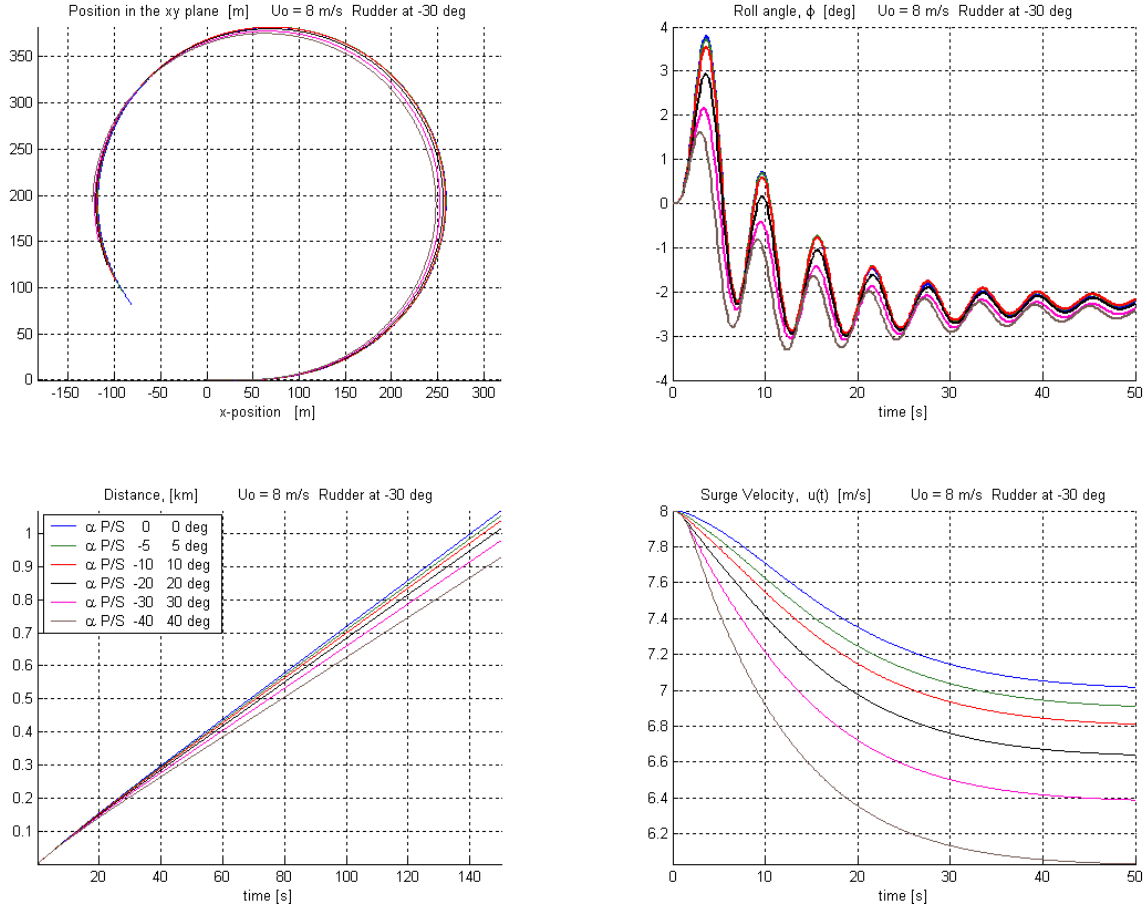 Position in the xy plane  [m]    Uo = 8 m/s  Rudder at -30 deg
350
300
250
200
150
100
50
0
-150 -100 -50 0 50 100 150 200 250 300
x-position    [m]
Roll angle, ϕ  [deg]     Uo = 8 m/s  Rudder at -30 deg
4
3
2
1
0
-1
-2
-3
-4
0 10 20 30 40 50
time [s]
Distance, [km]       Uo = 8 m/s  Rudder at -30 deg
α P/S    0    0 deg
α P/S   -5    5 deg
α P/S  -10  10 deg
α P/S  -20  20 deg
α P/S  -30  30 deg
α P/S  -40  40 deg
1
0.9
0.8
0.7
0.6
0.5
0.4
0.3
0.2
0.1
20 40 60 80 100 120 140
time [s]
Surge Velocity,  u(t)  [m/s]       Uo = 8 m/s  Rudder at -30 deg
8
7.8
7.6
7.4
7.2
7
6.8
6.6
6.4
6.2
0 10 20 30 40 50
time [s]